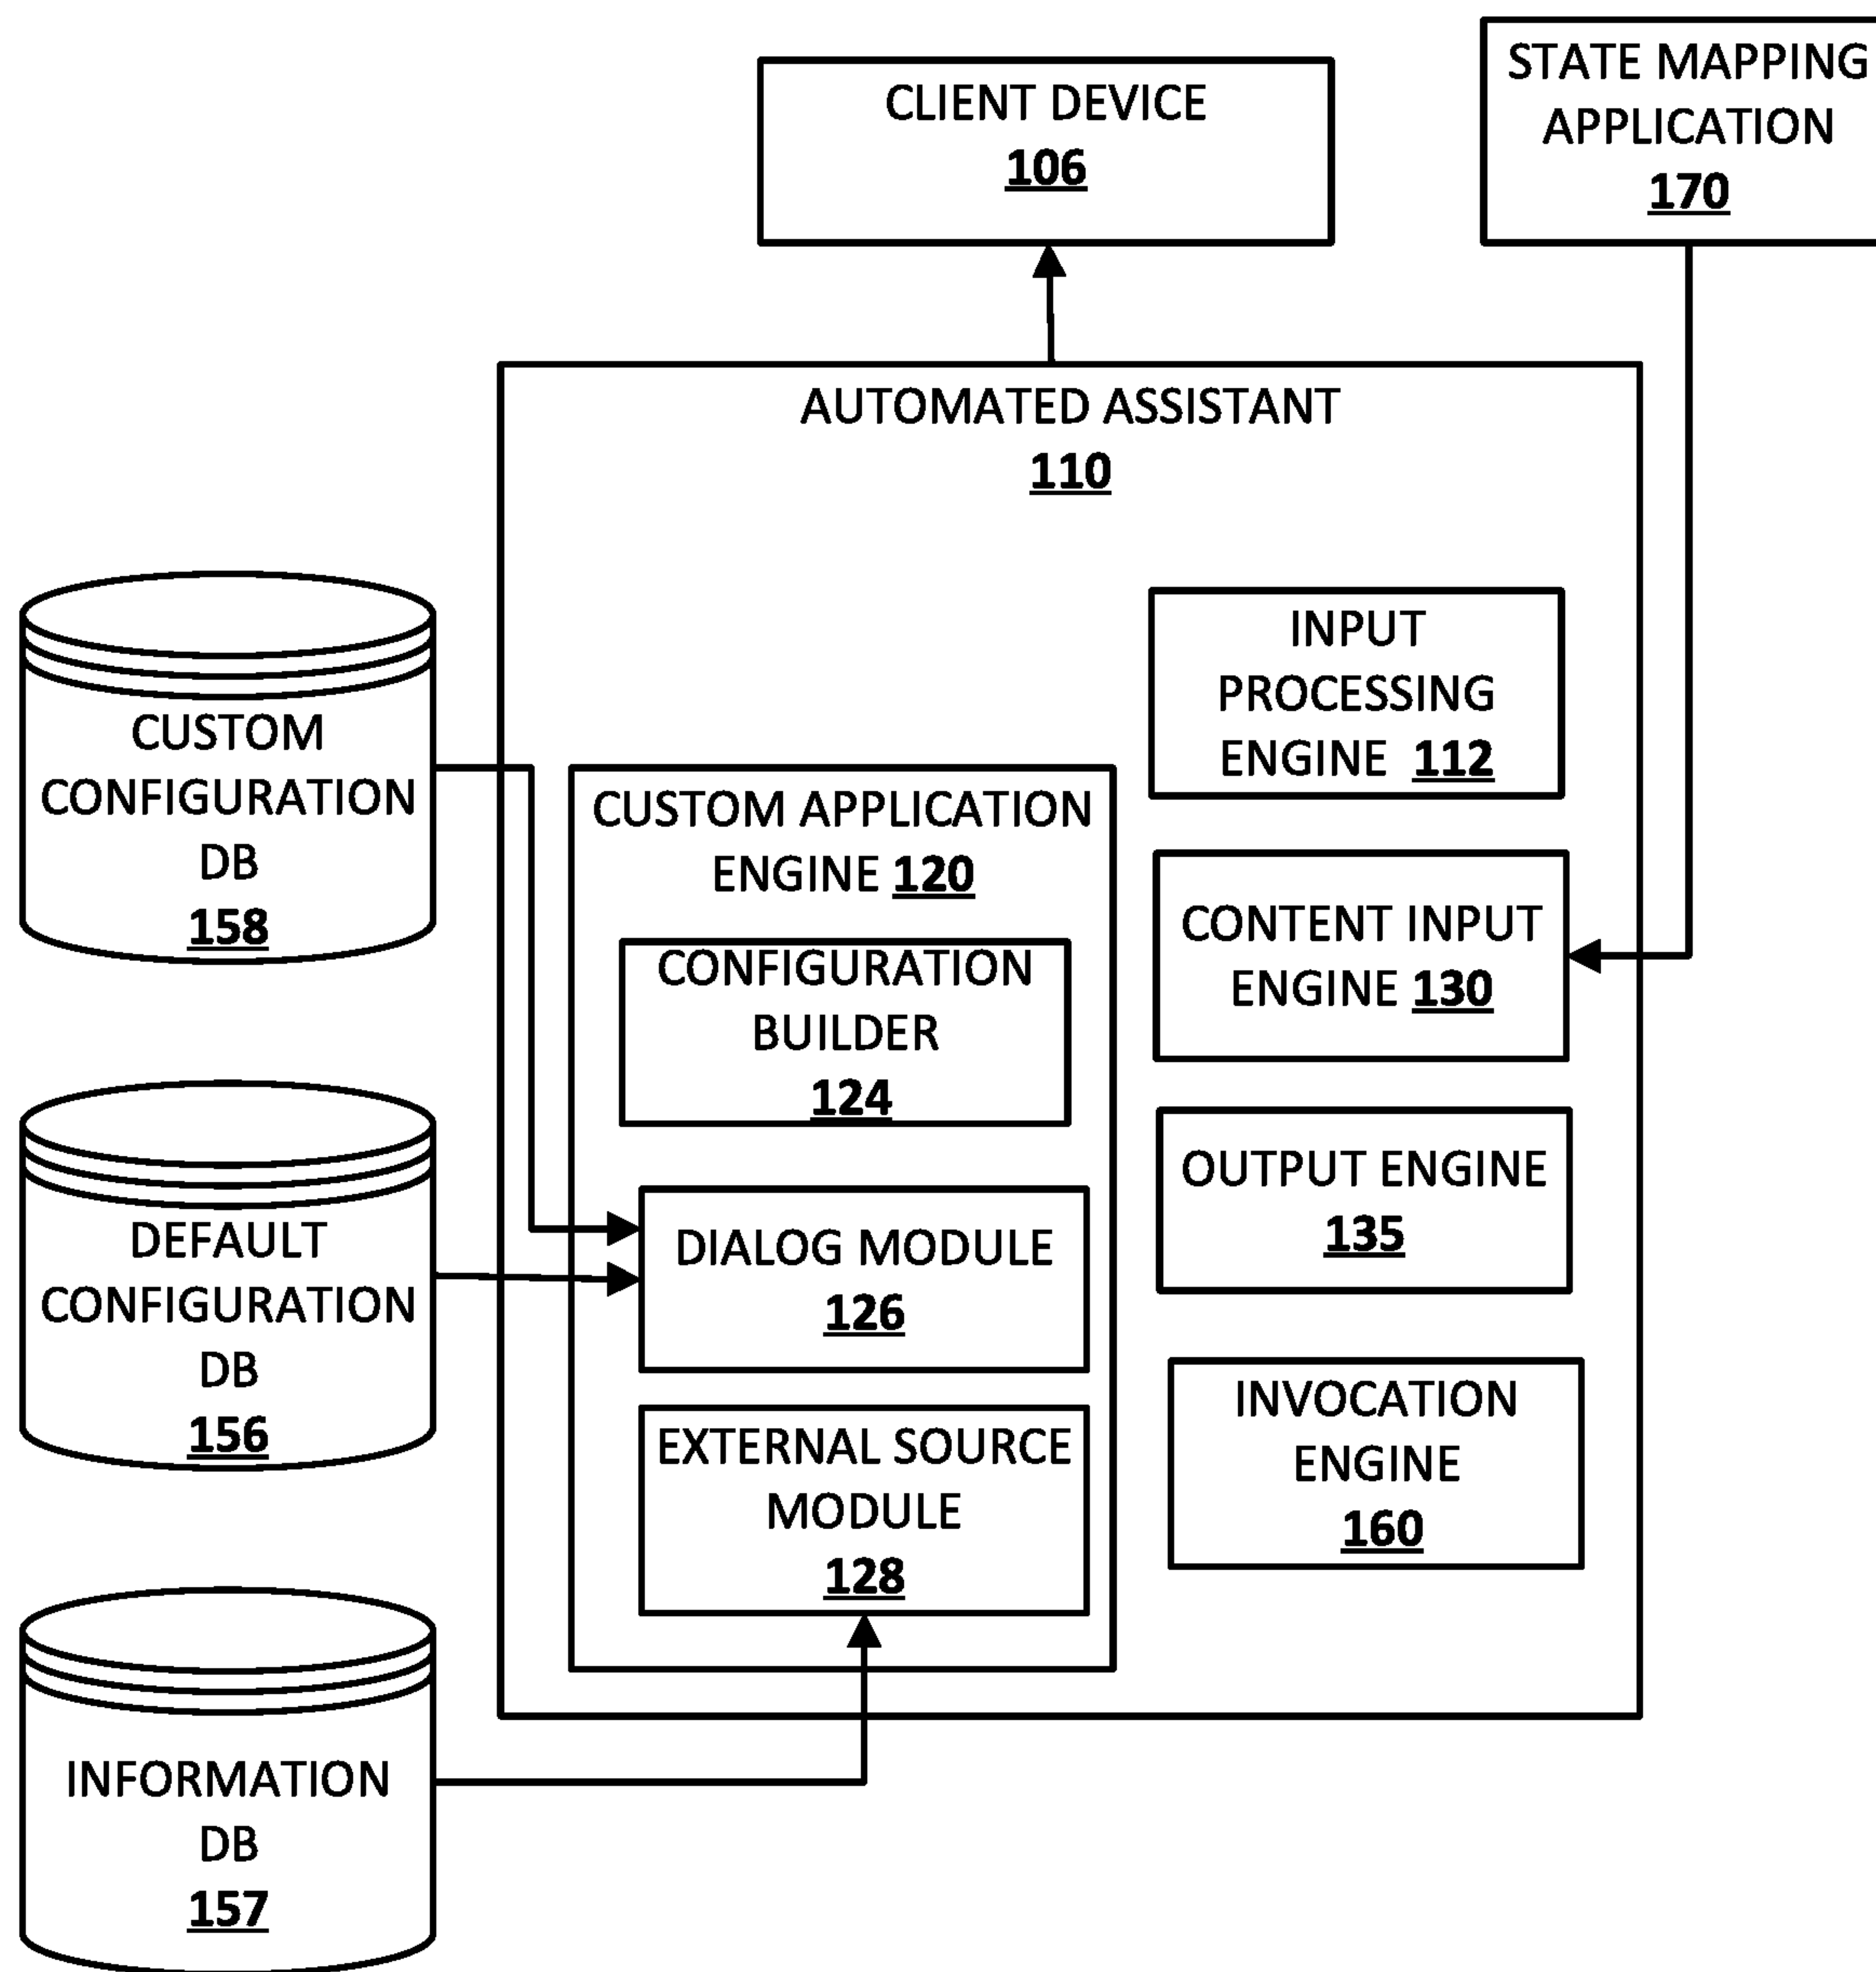 CLIENT DEVICE
106
STATE MAPPING
APPLICATION
170
AUTOMATED ASSISTANT
110
CUSTOM
CONFIGURATION
DB
158
DEFAULT
CONFIGURATION
DB
156
INFORMATION
DB
157
CUSTOM APPLICATION
ENGINE 120
CONFIGURATION
BUILDER
124
DIALOG MODULE
126
EXTERNAL SOURCE
MODULE
128
INPUT
PROCESSING
ENGINE 112
CONTENT INPUT
ENGINE 130
OUTPUT ENGINE
135
INVOCATION
ENGINE
160